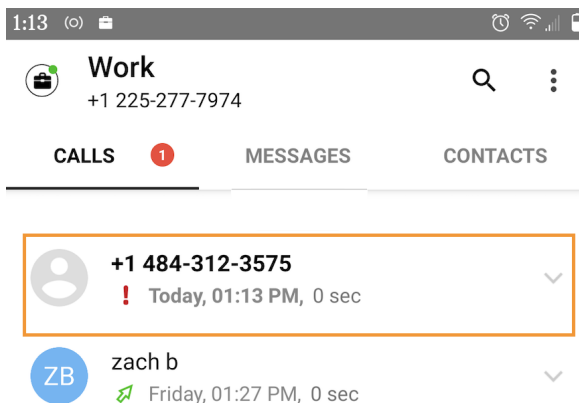 1:13
Work
+1 225-277-7974
CALLS 1 MESSAGES CONTACTS
+1 484-312-3575
! Today, 01:13 PM, 0 sec
zach b
ZB
Friday, 01:27 PM, 0 sec